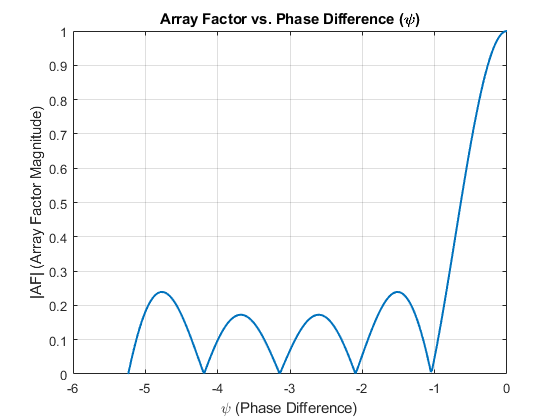 Array Factor vs. Phase Difference (ψ)
1
0.9
0.8
0.7
0.6
0.5
0.4
0.3
0.2
0.1
0
|AF| (Array Factor Magnitude)
-6 -5 -4 -3 -2 -1 0
ψ (Phase Difference)